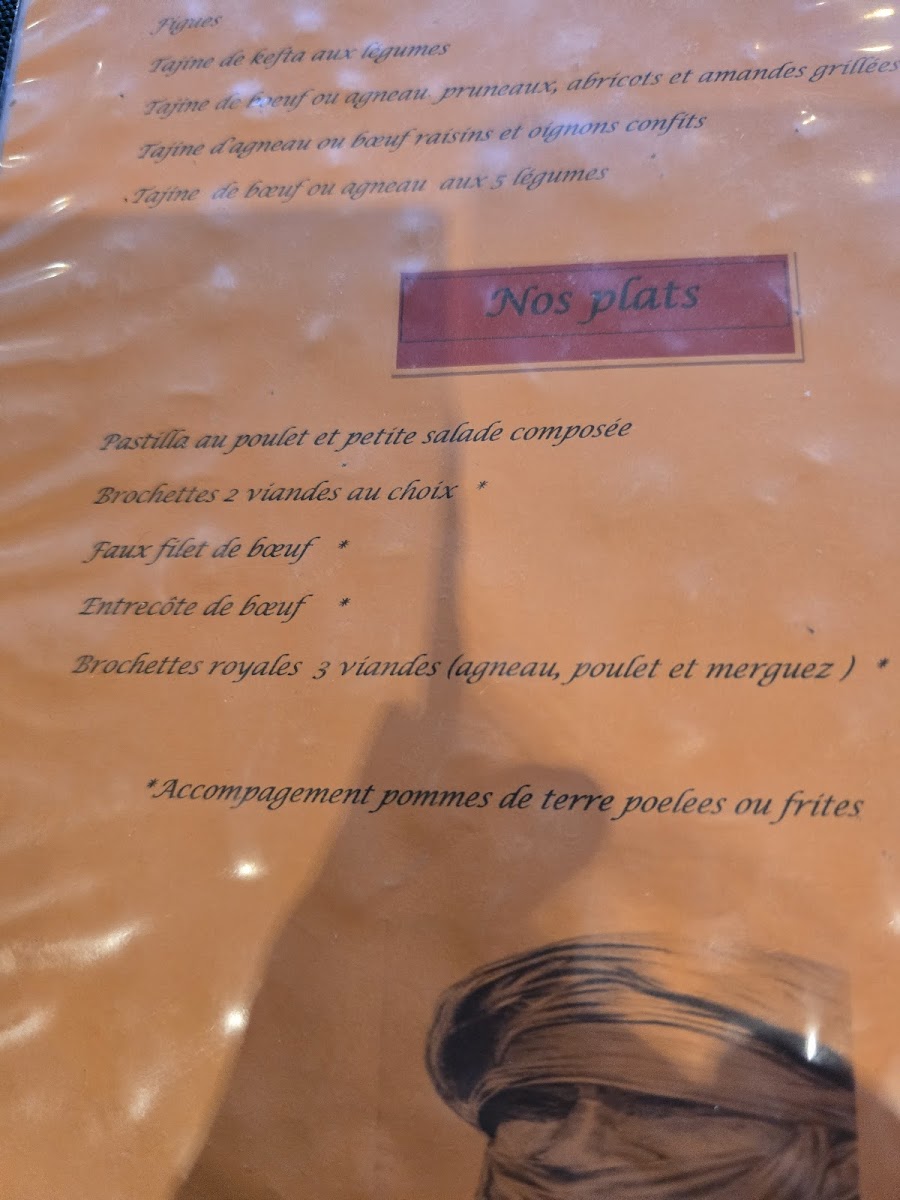 Figues
Tajine de kefta aux légumes
Tajine de boeuf ou agneau pruneaux, abricots et amandes grillées
Tajine d'agneau ou bœuf raisins et oignons confits
Tajine de bœuf ou agneau aux 5 légumes
Nos plats
Pastilla au poulet et petite salade composée
Brochettes 2 viandes au choix *
Faux filet de bœuf *
Entrecôte de bœuf *
Brochettes royales 3 viandes (agneau, poulet et merguez ) *
*Accompagement pommes de terre poelees ou frites